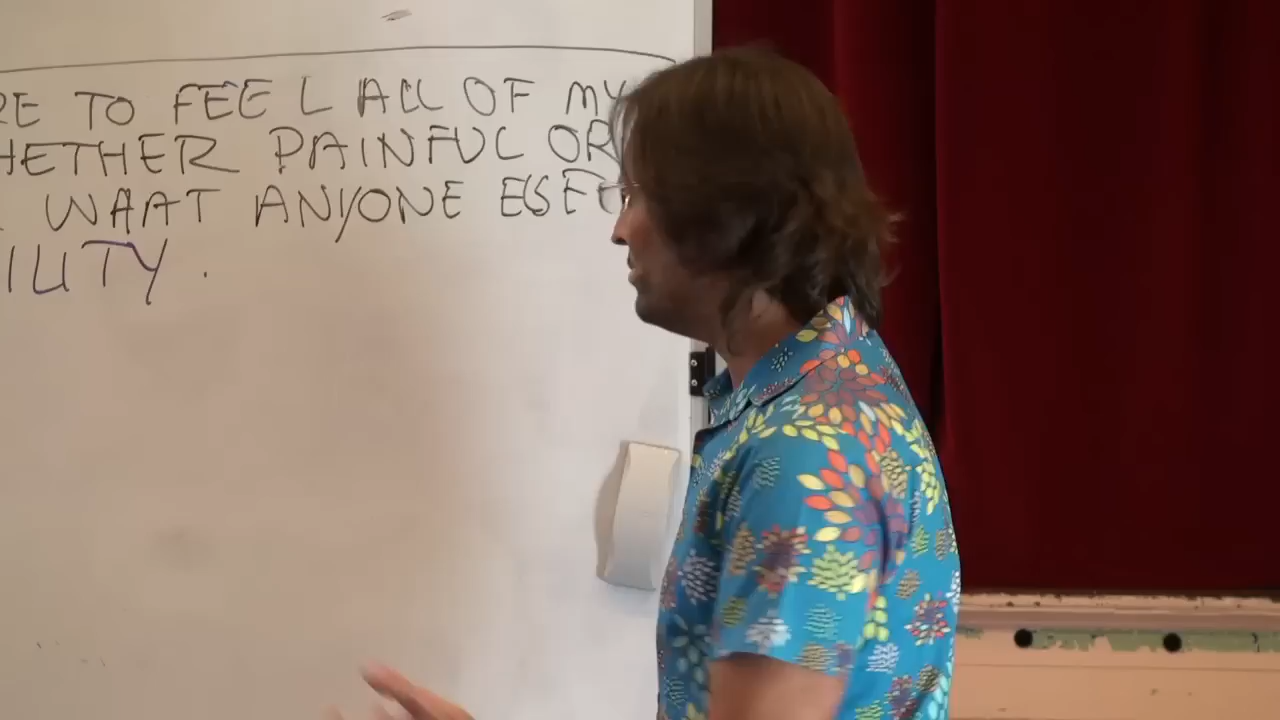 RE TO FEEL ALL OF MY
HETHER PAINFUL OR
WHAT ANYONE ELSE
ILITY.